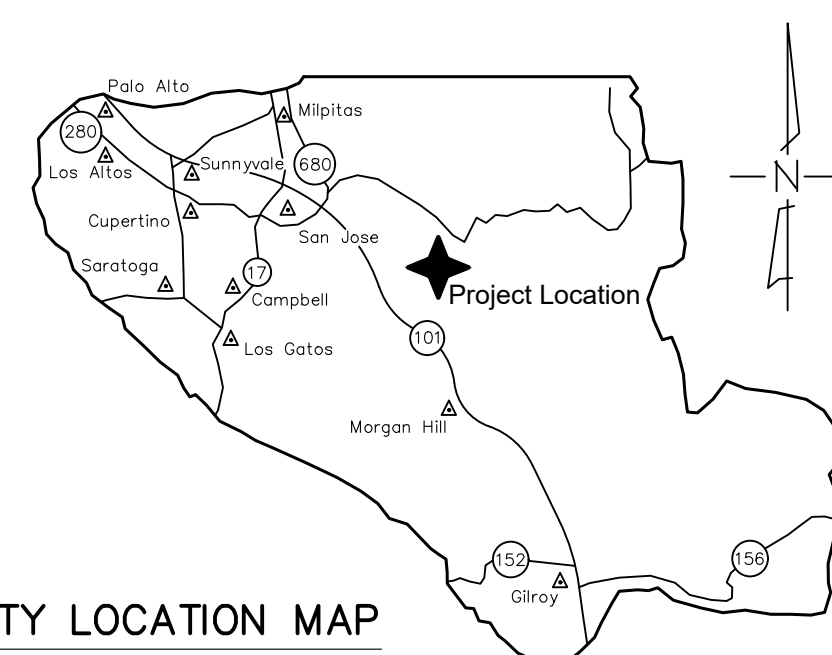 Palo Alto
Milpitas
280
Los Altos
Sunnyvale
680
Cupertino
San Jose
N
Saratoga
17
Campbell
Project Location
Los Gatos
101
Morgan Hill
152
156
Gilroy
TY LOCATION MAP